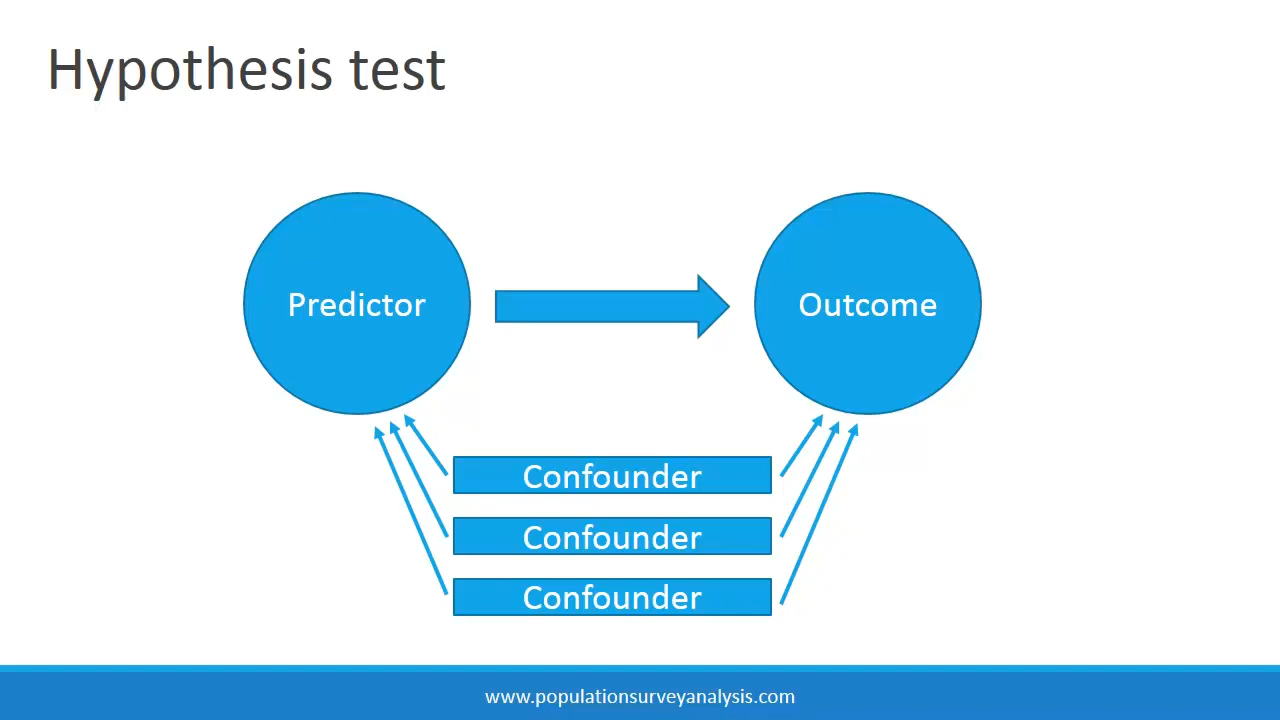 Hypothesis test
Predictor
Outcome
Confounder
Confounder
Confounder
www.populationsurveyanalysis.com